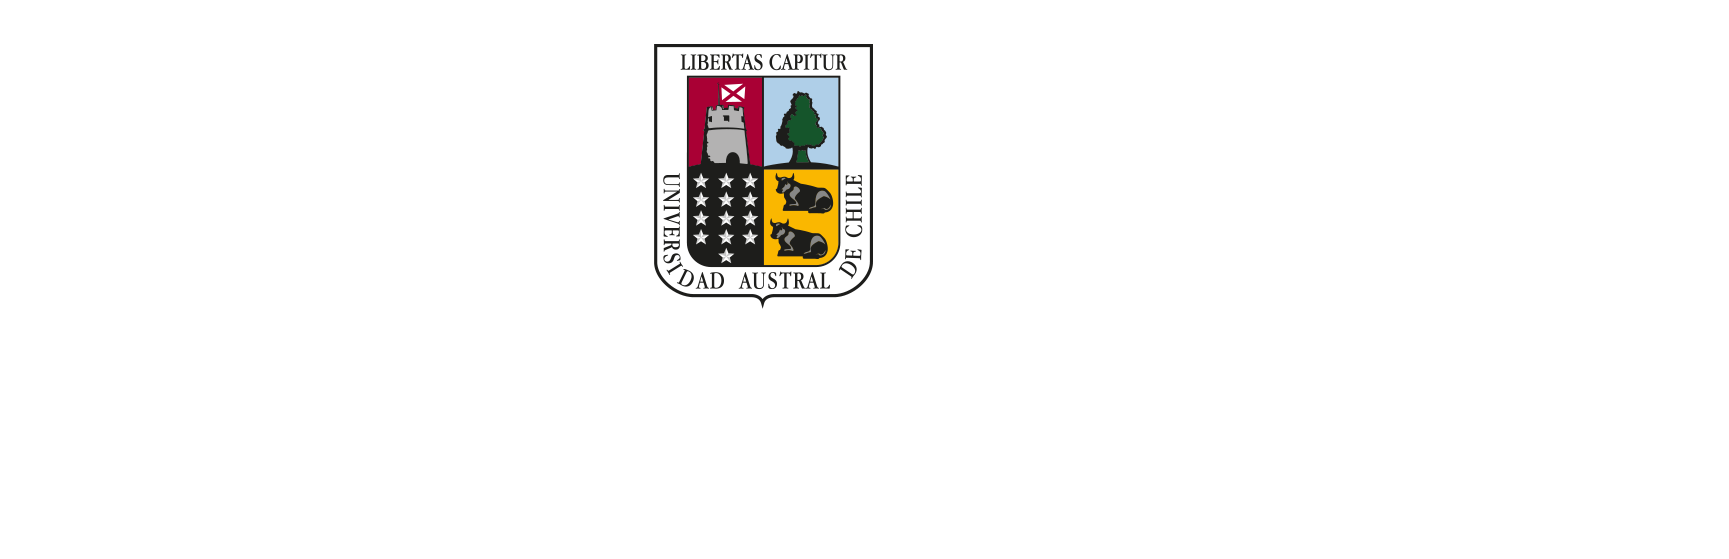 LIBERTAS CAPITUR
UNIVERSIDAD AUSTRAL DE CHILE